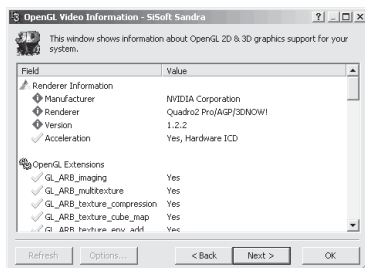 OpenGL Video Information - SiSoft Sandra
This window shows information about OpenGL 2D & 3D graphics support for your
system.
Field Value
Renderer Information
Manufacturer NVIDIA Corporation
Renderer Quadro2 Pro/AGP/3DNOW!
Version 1.2.2
Acceleration Yes, Hardware ICD
OpenGL Extensions
GL_ARB_imaging Yes
GL_ARB_multitexture Yes
GL_ARB_texture_compression Yes
GL_ARB_texture_cube_map Yes
GL_ARB_texture_env_add Yes
Refresh Options... < Back Next > OK